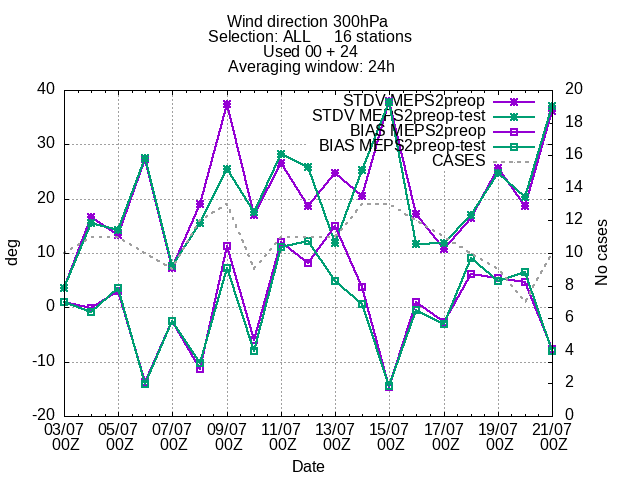 Wind direction 300hPa
Selection: ALL 16 stations
Used 00 + 24
Averaging window: 24h
STDV MEPS2preop
STDV MEPS2preop-test
BIAS MEPS2preop
BIAS MEPS2preop-test
CASES
deg
40
30
20
10
0
-10
-20
No cases
20
18
16
14
12
10
8
6
4
2
0
03/07 05/07 07/07 09/07 11/07 13/07 15/07 17/07 19/07 21/07
00Z 00Z 00Z 00Z 00Z 00Z 00Z 00Z 00Z 00Z
Date